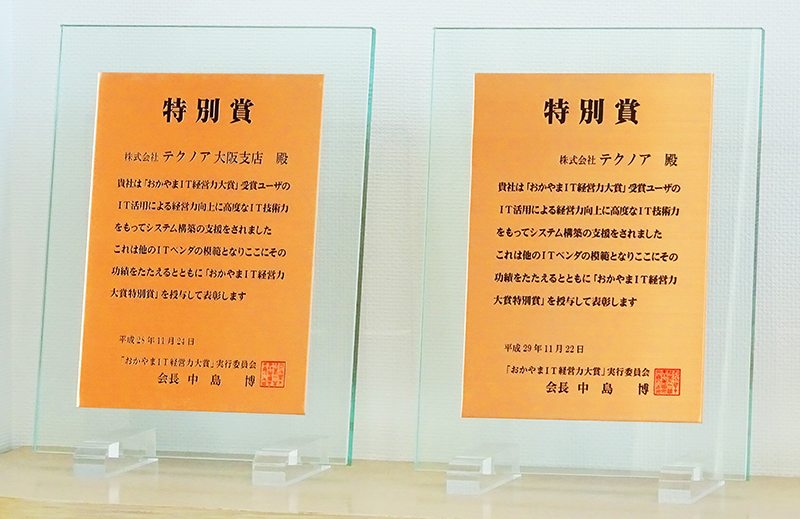 特別賞
株式会社 テクノア大阪支店 殿
貴社は「おかやまIT経営力大賞」受賞ユーザの
IT活用による経営力向上に高度なIT技術力
をもってシステム構築の支援をされました
これは他のITベンダの模範となりここにその
功績をたたえるとともに「おかやまIT経営力
大賞特別賞」を授与して表彰します
平成28年11月24日
「おかやまIT経営力大賞」実行委員会
会長 中島 博
特別賞
株式会社 テクノア 殿
貴社は「おかやまIT経営力大賞」受賞ユーザの
IT活用による経営力向上に高度なIT技術力
をもってシステム構築の支援をされました
これは他のITベンダの模範となりここにその
功績をたたえるとともに「おかやまIT経営力
大賞特別賞」を授与して表彰します
平成29年11月22日
「おかやまIT経営力大賞」実行委員会
会長 中島 博